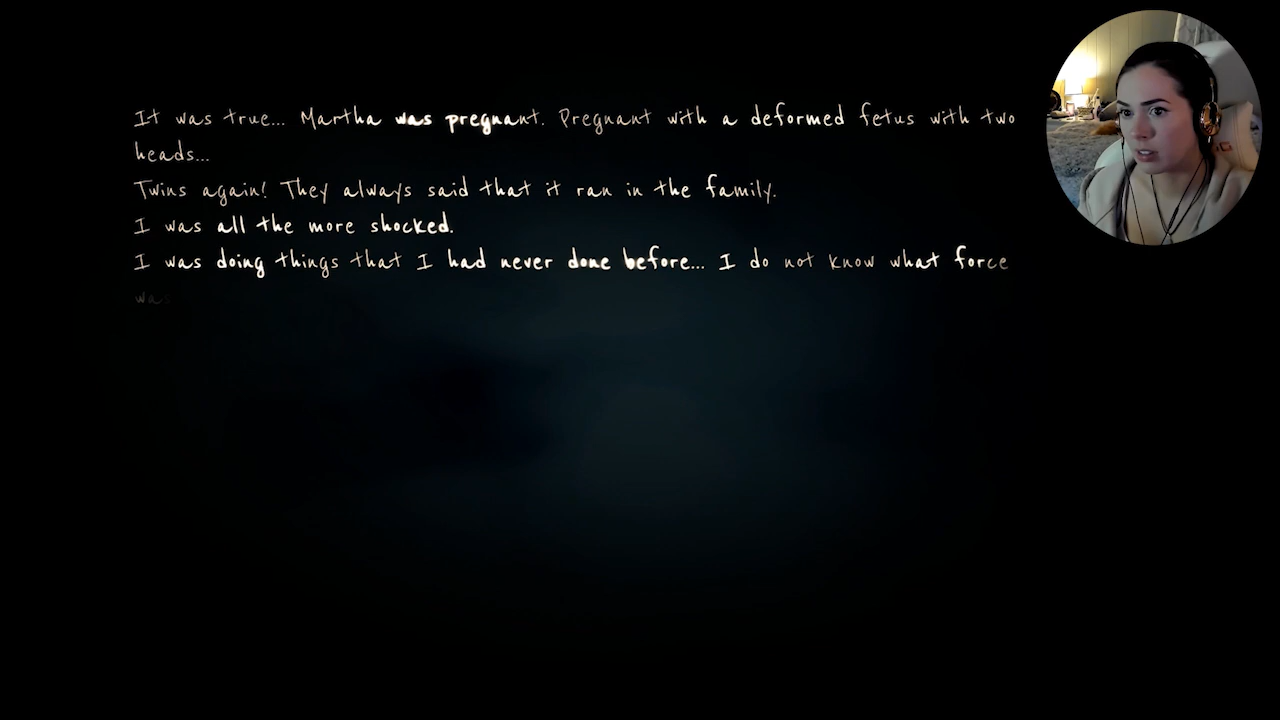 It was true... Martha was pregnant. Pregnant with a deformed fetus with two
heads...
Twins again! They always said that it ran in the family.
I was all the more shocked.
I was doing things that I had never done before... I do not know what force
was